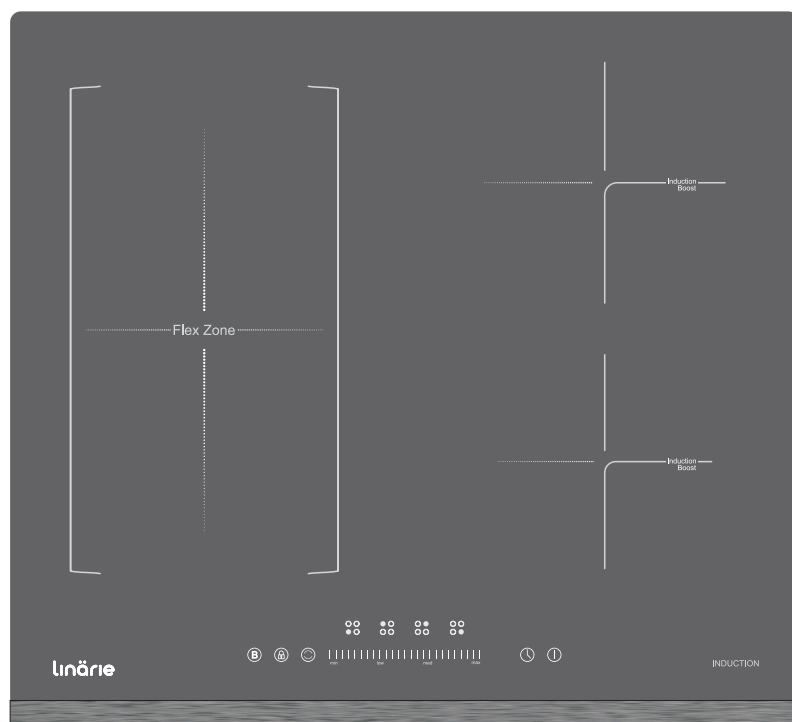 Induction
Boost
Flex Zone
Induction
Boost
B
min
low
med
max
linärie
INDUCTION